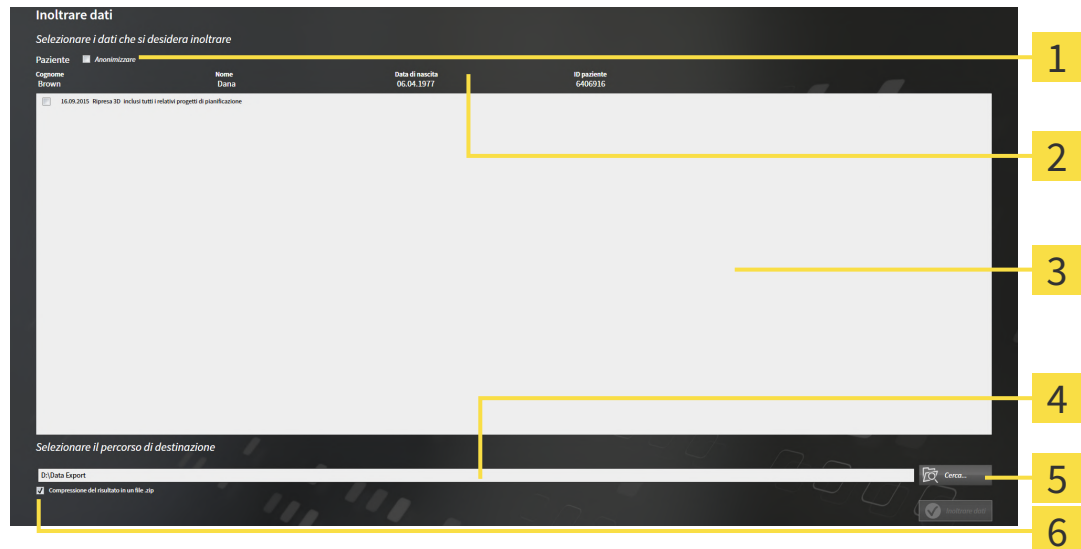 Inoltrare dati
Selezionare i dati che si desidera inoltrare
Paziente Anonimizzare
Cognome Nome Data di nascita ID paziente
Brown Dana 06.04.1977 6406916
16.09.2015 Ripresa 3D inclusi tutti i relativi progetti di pianificazione
Selezionare il percorso di destinazione
D:\Data Export
Cerca...
Compressione del risultato in un file .zip
Inoltrare dati
1
2
3
4
5
6